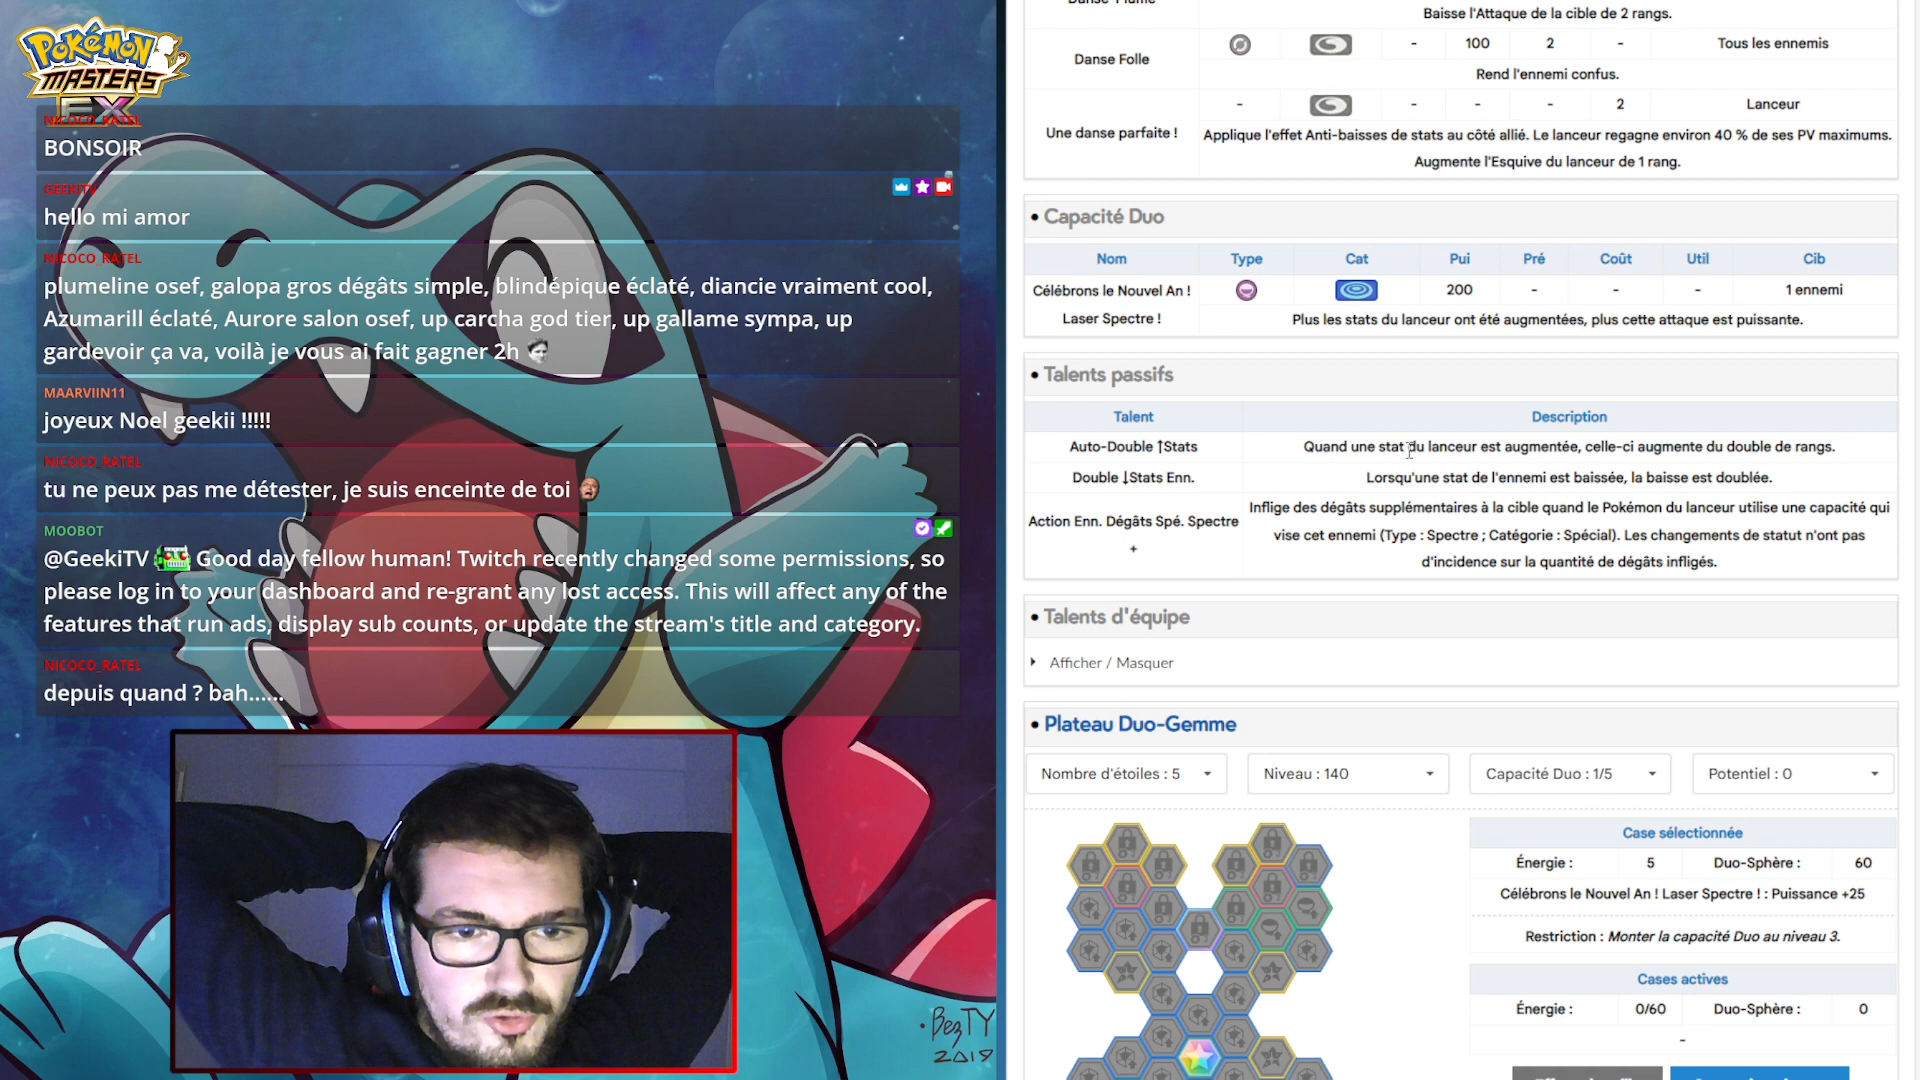 POKÉMON
MASTERS
EX
NICOCO_RATEL
BONSOIR
GEEKITV
hello mi amor
NICOCO_RATEL
plumeline osef, galopa gros dégâts simple, blindépique éclaté, diancie vraiment cool,
Azumarill éclaté, Aurore salon osef, up carcha god tier, up gallame sympa, up
gardevoir ça va, voilà je vous ai fait gagner 2h
MAARVIIN11
joyeux Noel geekii !!!!!
NICOCO_RATEL
tu ne peux pas me détester, je suis enceinte de toi
MOOBOT
@GeekiTV Good day fellow human! Twitch recently changed some permissions, so
please log in to your dashboard and re-grant any lost access. This will affect any of the
features that run ads, display sub counts, or update the stream's title and category.
NICOCO_RATEL
depuis quand ? bah......
BezTY
2019
Baisse l'Attaque de la cible de 2 rangs.
Danse Folle
- 100 2 - Tous les ennemis
Rend l'ennemi confus.
Une danse parfaite !
- - - - 2 Lanceur
Applique l'effet Anti-baisses de stats au côté allié. Le lanceur regagne environ 40 % de ses PV maximums.
Augmente l'Esquive du lanceur de 1 rang.
• Capacité Duo
Nom Type Cat Pui Pré Coût Util Cib
Célébrons le Nouvel An !
Laser Spectre !
200 - - - 1 ennemi
Plus les stats du lanceur ont été augmentées, plus cette attaque est puissante.
• Talents passifs
Talent Description
Auto-Double ↑Stats Quand une stat du lanceur est augmentée, celle-ci augmente du double de rangs.
Double ↓Stats Enn. Lorsqu'une stat de l'ennemi est baissée, la baisse est doublée.
Action Enn. Dégâts Spé. Spectre
+
Inflige des dégâts supplémentaires à la cible quand le Pokémon du lanceur utilise une capacité qui
vise cet ennemi (Type : Spectre ; Catégorie : Spécial). Les changements de statut n'ont pas
d'incidence sur la quantité de dégâts infligés.
• Talents d'équipe
Afficher / Masquer
• Plateau Duo-Gemme
Nombre d'étoiles : 5 Niveau : 140 Capacité Duo : 1/5 Potentiel : 0
Case sélectionnée
Énergie : 5 Duo-Sphère : 60
Célébrons le Nouvel An ! Laser Spectre ! : Puissance +25
Restriction : Monter la capacité Duo au niveau 3.
Cases actives
Énergie : 0/60 Duo-Sphère : 0
-